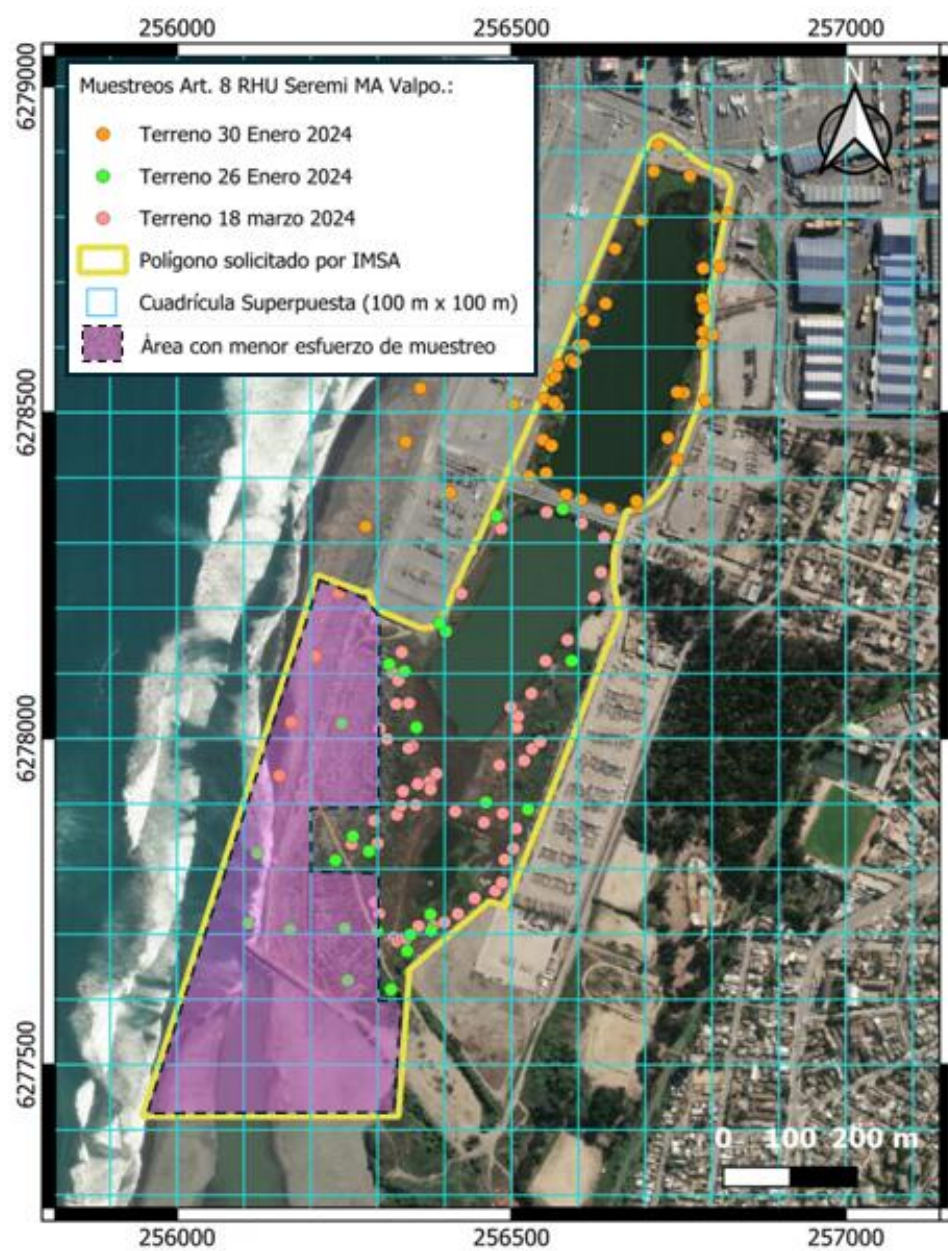 256000 256500 257000
6279000
N
Muestreos Art. 8 RHU Seremi MA Valpo.:
Terreno 30 Enero 2024
Terreno 26 Enero 2024
Terreno 18 marzo 2024
Polígono solicitado por IMSA
Cuadrícula Superpuesta (100 m x 100 m)
Área con menor esfuerzo de muestreo
6278500
6278000
6277500
0 100 200 m
256000 256500 257000